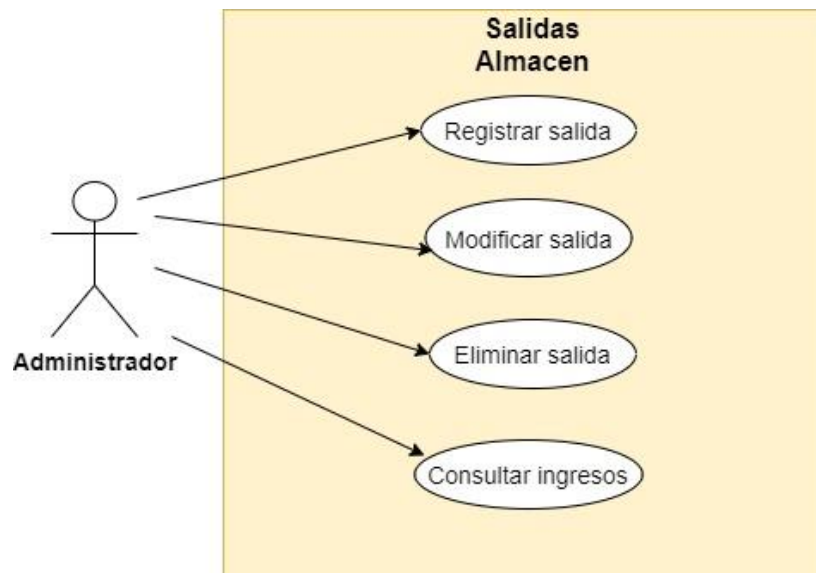 Salidas
Almacen
Registrar salida
Modificar salida
Eliminar salida
Administrador
Consultar ingresos